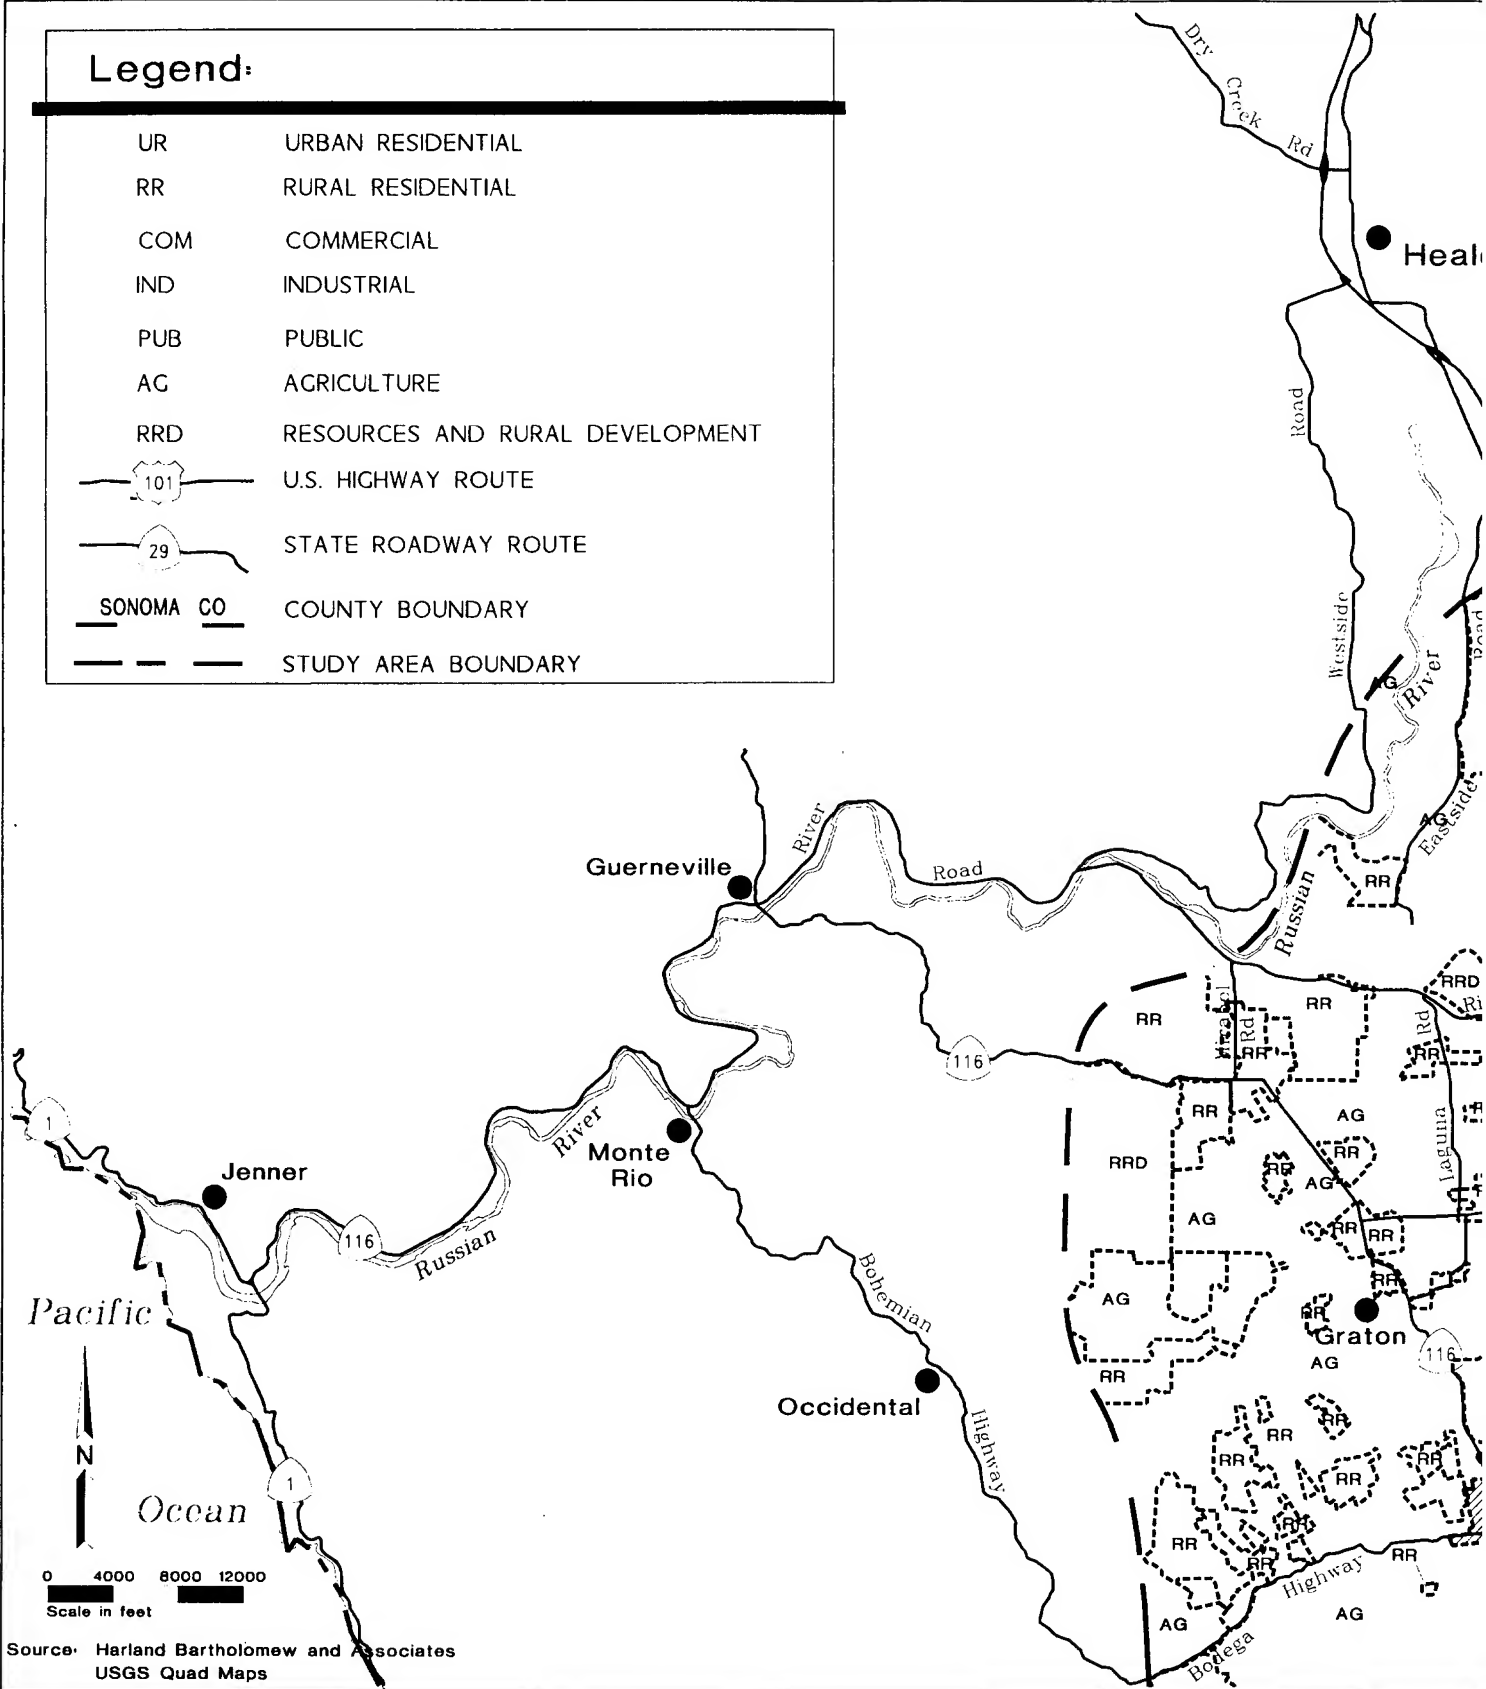 Legend:
UR URBAN RESIDENTIAL
RR RURAL RESIDENTIAL
COM COMMERCIAL
IND INDUSTRIAL
PUB PUBLIC
AG AGRICULTURE
RRD RESOURCES AND RURAL DEVELOPMENT
101 U.S. HIGHWAY ROUTE
29 STATE ROADWAY ROUTE
SONOMA CO COUNTY BOUNDARY
STUDY AREA BOUNDARY
Dry Creek Rd
Heal
Westside Road
AG
River
Road
AG
Eastside
RR
Russian
Guerneville
River Road
RRD
Ri
RR
Mirabel Rd
RR
RR
Rd
RR
116
RR
AG
Laguna
RR
RRD
RR
AG
AG
RR
RR
1
Jenner
Monte
Rio
River
116
Russian
Bohemian
AG
RR
RR
Graton
116
AG
RR
Pacific
Occidental
Highway
N
RR
RR
RR
RR
RR
1
Ocean
RR
RR
RR
RR
Highway
AG
AG
Bodega
0 4000 8000 12000
Scale in feet
Source: Harland Bartholomew and Associates
USGS Quad Maps